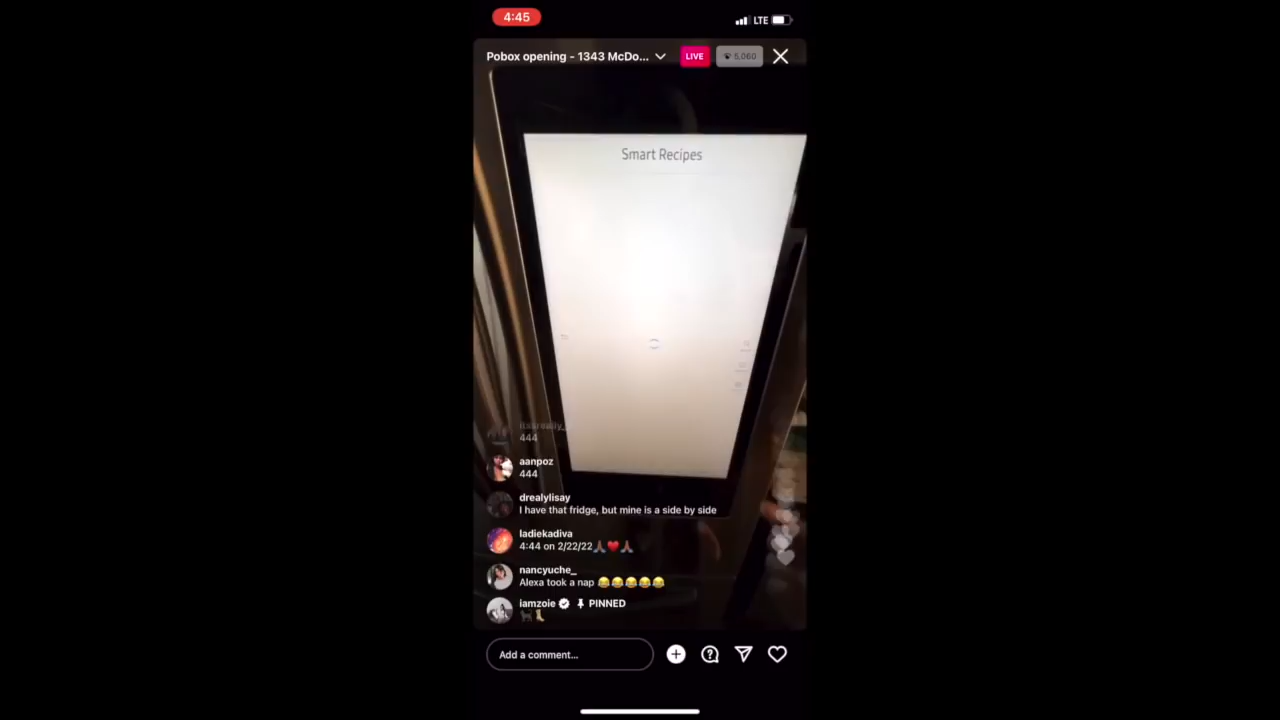 4:45
LTE
Pobox opening - 1343 McDo...
LIVE
5,060
Smart Recipes
444
aanpoz
444
drealylisay
I have that fridge, but mine is a side by side
ladiekadiva
4:44 on 2/22/22🙏🏽❤️🙏🏽
nancyuche_
Alexa took a nap 😂😂😂😂😂
iamzoie PINNED
Add a comment...